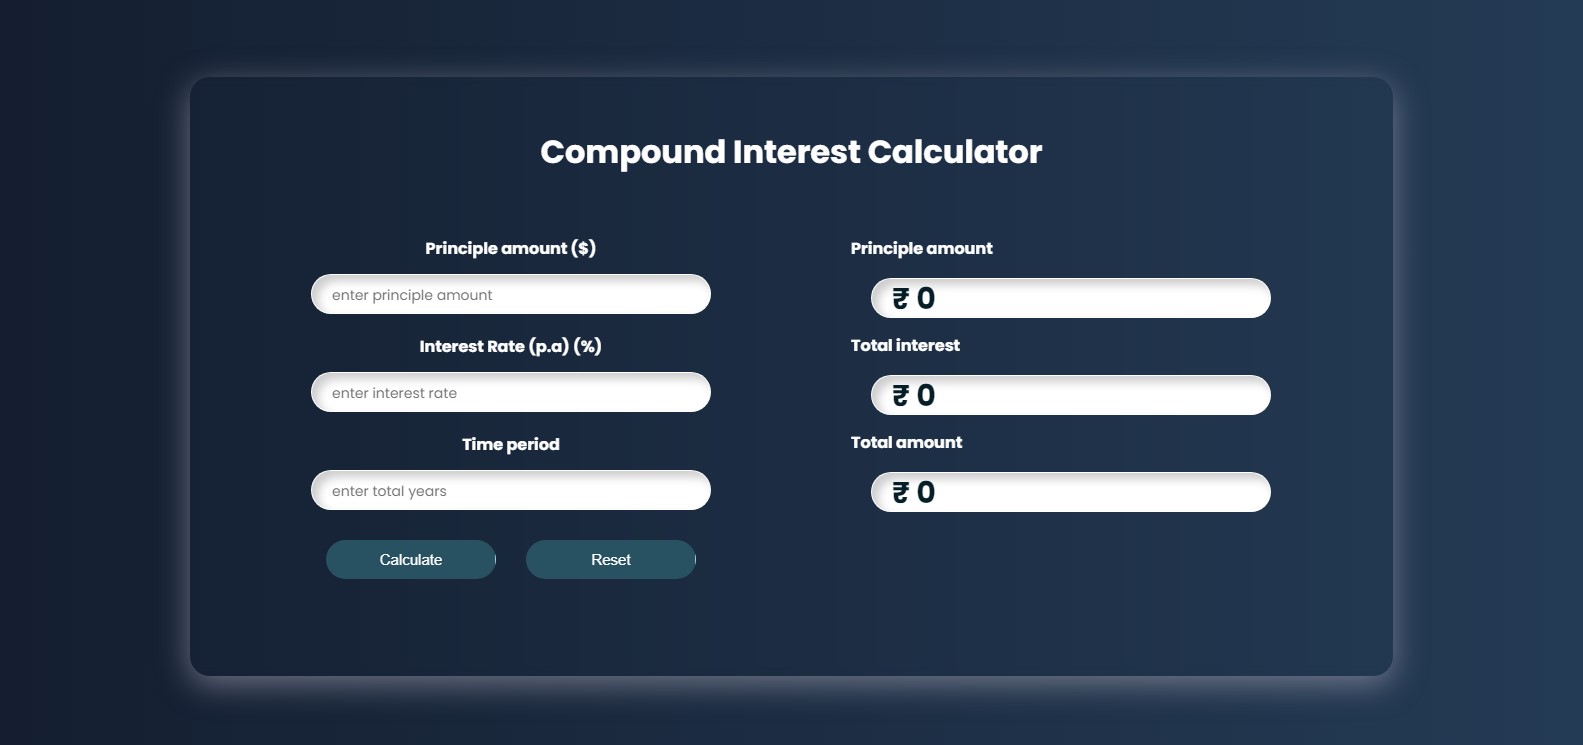 Compound Interest Calculator
Principle amount ($)
enter principle amount
Interest Rate (p.a) (%)
enter interest rate
Time period
enter total years
Calculate
Reset
Principle amount
₹ 0
Total interest
₹ 0
Total amount
₹ 0